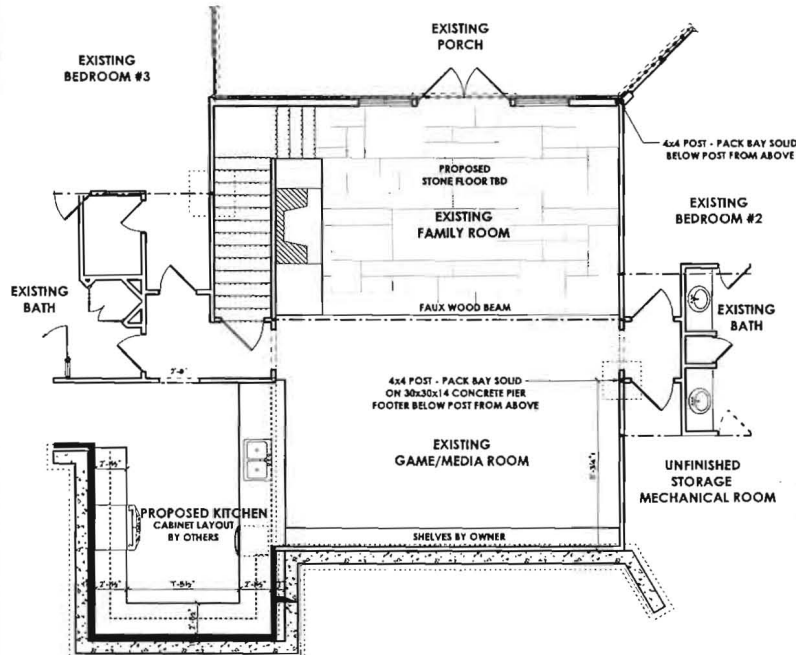 EXISTING
BEDROOM #3
EXISTING
PORCH
4x4 POST - PACK BAY SOLID
BELOW POST FROM ABOVE
PROPOSED
STONE FLOOR TBD
EXISTING
FAMILY ROOM
EXISTING
BEDROOM #2
EXISTING
BATH
FAUX WOOD BEAM
EXISTING
BATH
4x4 POST - PACK BAY SOLID
ON 30x30x14 CONCRETE PIER
FOOTER BELOW POST FROM ABOVE
EXISTING
GAME/MEDIA ROOM
UNFINISHED
STORAGE
MECHANICAL ROOM
PROPOSED KITCHEN
CABINET LAYOUT
BY OTHERS
SHELVES BY OWNER